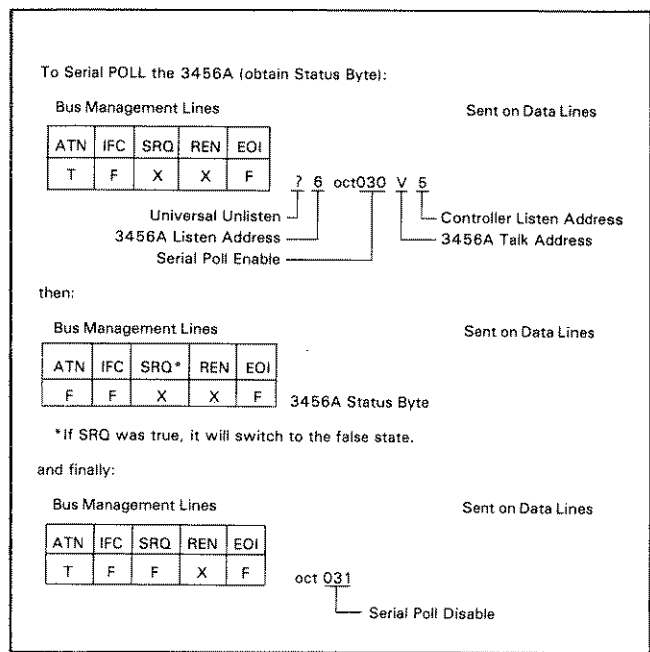 To Serial POLL the 3456A (obtain Status Byte):
Bus Management Lines Sent on Data Lines
ATN IFC SRQ REN EOI
T F X X F
? 6 oct030 V 5
Universal Unlisten Controller Listen Address
3456A Listen Address 3456A Talk Address
Serial Poll Enable
then:
Bus Management Lines Sent on Data Lines
ATN IFC SRQ* REN EOI
F F X X F 3456A Status Byte
*If SRQ was true, it will switch to the false state.
and finally:
Bus Management Lines Sent on Data Lines
ATN IFC SRQ REN EOI
T F F X F oct 031
Serial Poll Disable